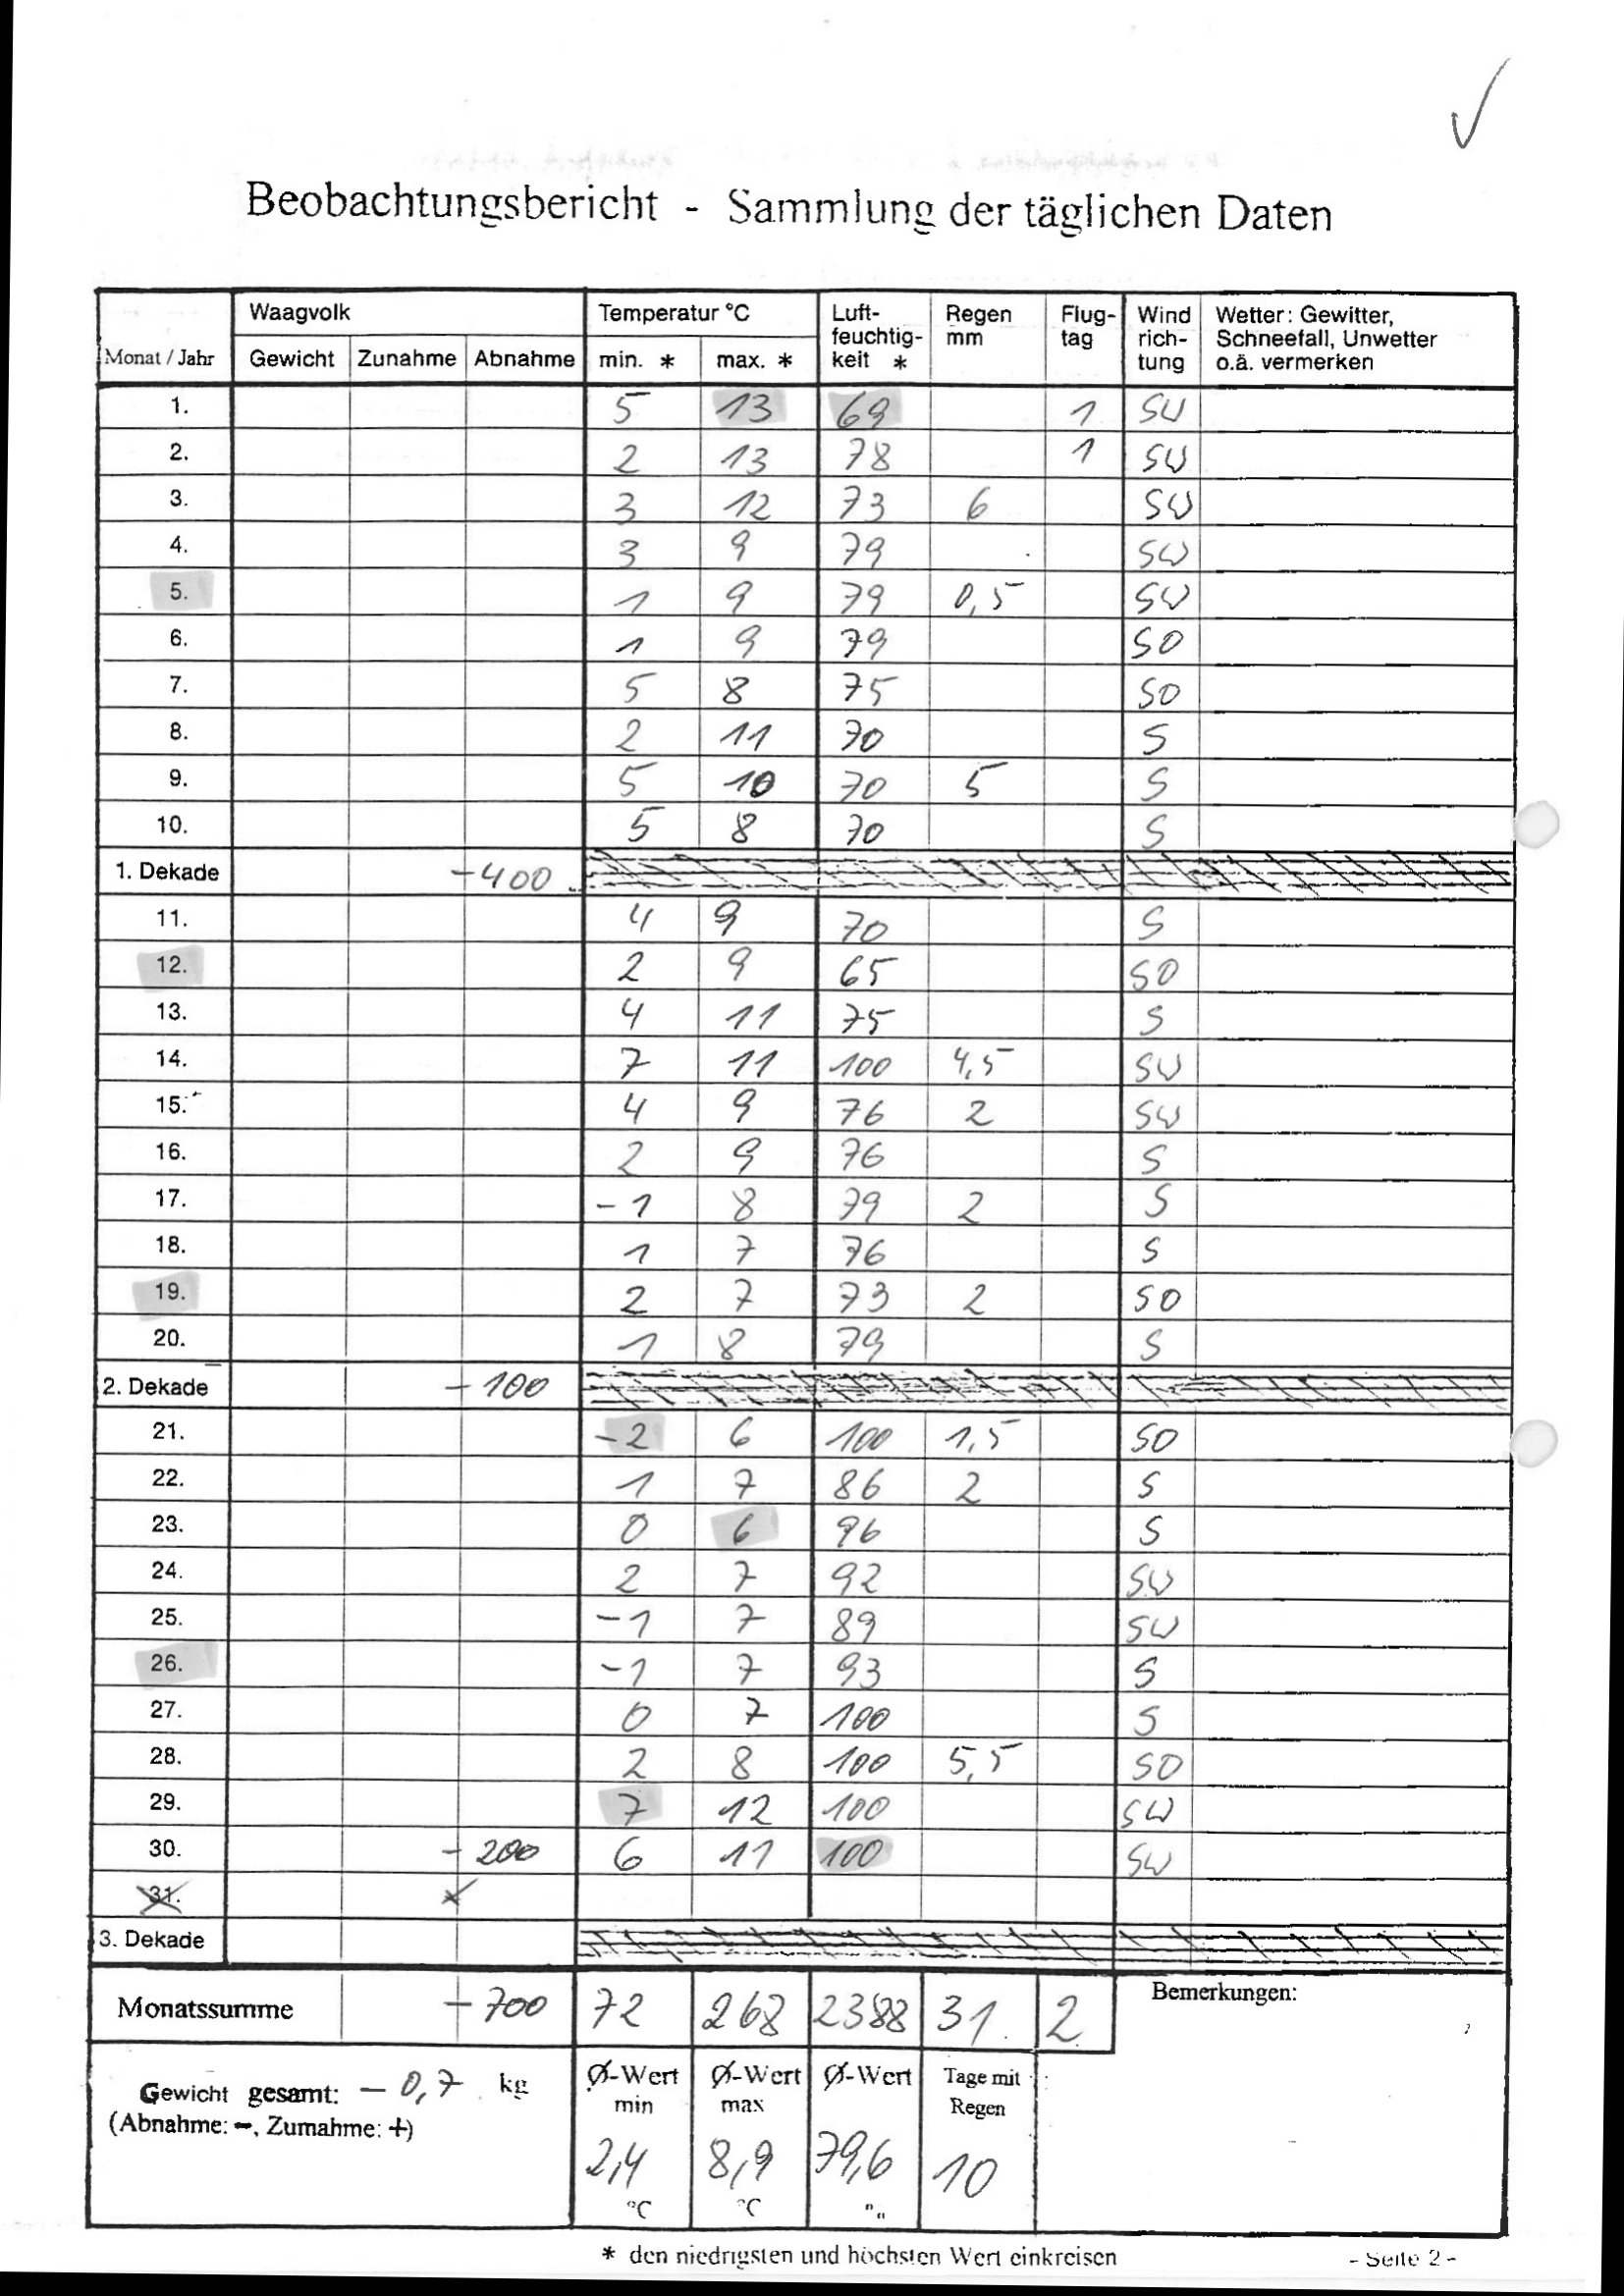 Beobachtungsbericht - Sammlung der täglichen Daten
Monat / Jahr Waagvolk Temperatur °C Luft-feuchtig-keit * Regen mm Flug-tag Wind rich-tung Wetter: Gewitter, Schneefall, Unwetter o.ä. vermerken
Gewicht Zunahme Abnahme min. * max. *
1. 5 13 69 1 SW
2. 2 13 78 1 SW
3. 3 12 73 6 SW
4. 3 9 79 SW
5. 1 9 79 0,5 SW
6. 1 9 79 SO
7. 5 8 75 SO
8. 2 11 70 S
9. 5 10 70 5 S
10. 5 8 70 S
1. Dekade -400
11. 4 9 70 S
12. 2 9 65 SO
13. 4 11 75 S
14. 7 11 100 4,5 SW
15. 4 9 76 2 SW
16. 2 9 76 S
17. -1 8 79 2 S
18. 1 7 76 S
19. 2 7 73 2 SO
20. 1 8 79 S
2. Dekade -100
21. -2 6 100 1,5 SO
22. 1 7 86 2 S
23. 0 6 96 S
24. 2 7 92 SW
25. -1 7 89 SW
26. -1 7 93 S
27. 0 7 100 S
28. 2 8 100 5,5 SO
29. 7 12 100 SW
30. -200 6 11 100 SW
31.
3. Dekade
Monatssumme -700 72 268 2388 31 2 Bemerkungen:
Gewicht gesamt: - 0,7 kg
(Abnahme: -, Zumahme: +)
Ø-Wert min Ø-Wert max Ø-Wert Tage mit Regen
2,4 8,9 79,6 10
°C °C
* den niedrigsten und höchsten Wert einkreisen
- Seite 2 -